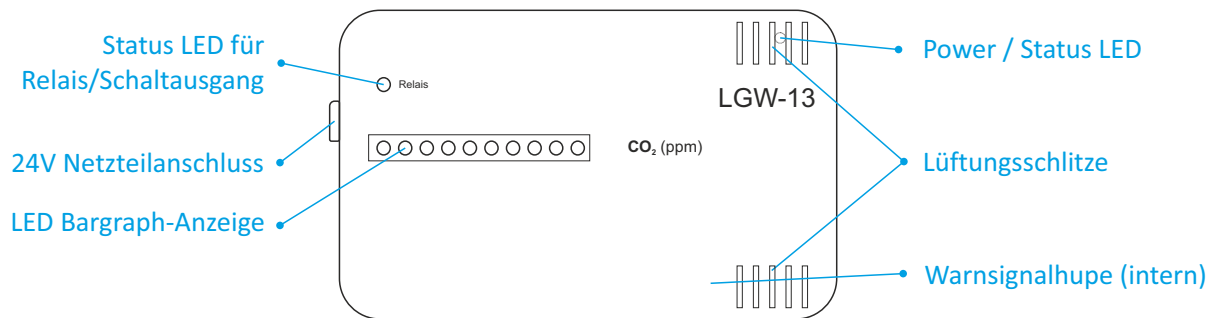 Status LED für
Relais/Schaltausgang
24V Netzteilanschluss
LED Bargraph-Anzeige
Relais
CO₂ (ppm)
LGW-13
Power / Status LED
Lüftungsschlitze
Warnsignalhupe (intern)